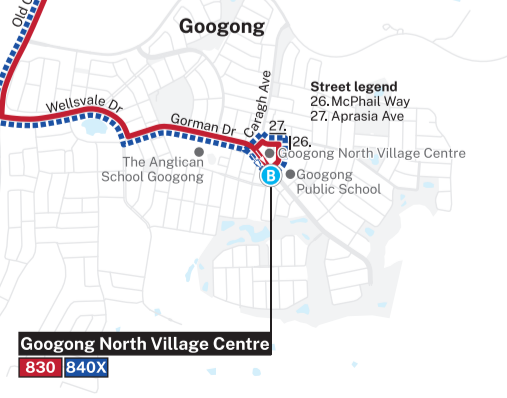 Googong
Old C
Street legend
26. McPhail Way
27. Aprasia Ave
Caragh Ave
Wellsvale Dr
Gorman Dr
27.
26.
Googong North Village Centre
The Anglican
School Googong
B
Googong
Public School
Googong North Village Centre
830 840X